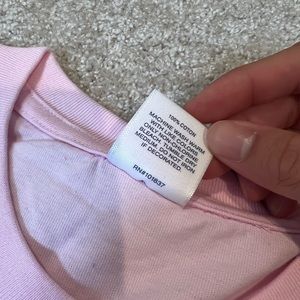 100% COTTON
MACHINE WASH WARM
WITH LIKE COLORS
ONLY NON-CHLORINE
BLEACH. TUMBLE DRY
MEDIUM. DO NOT IRON
IF DECORATED.
RN#101837